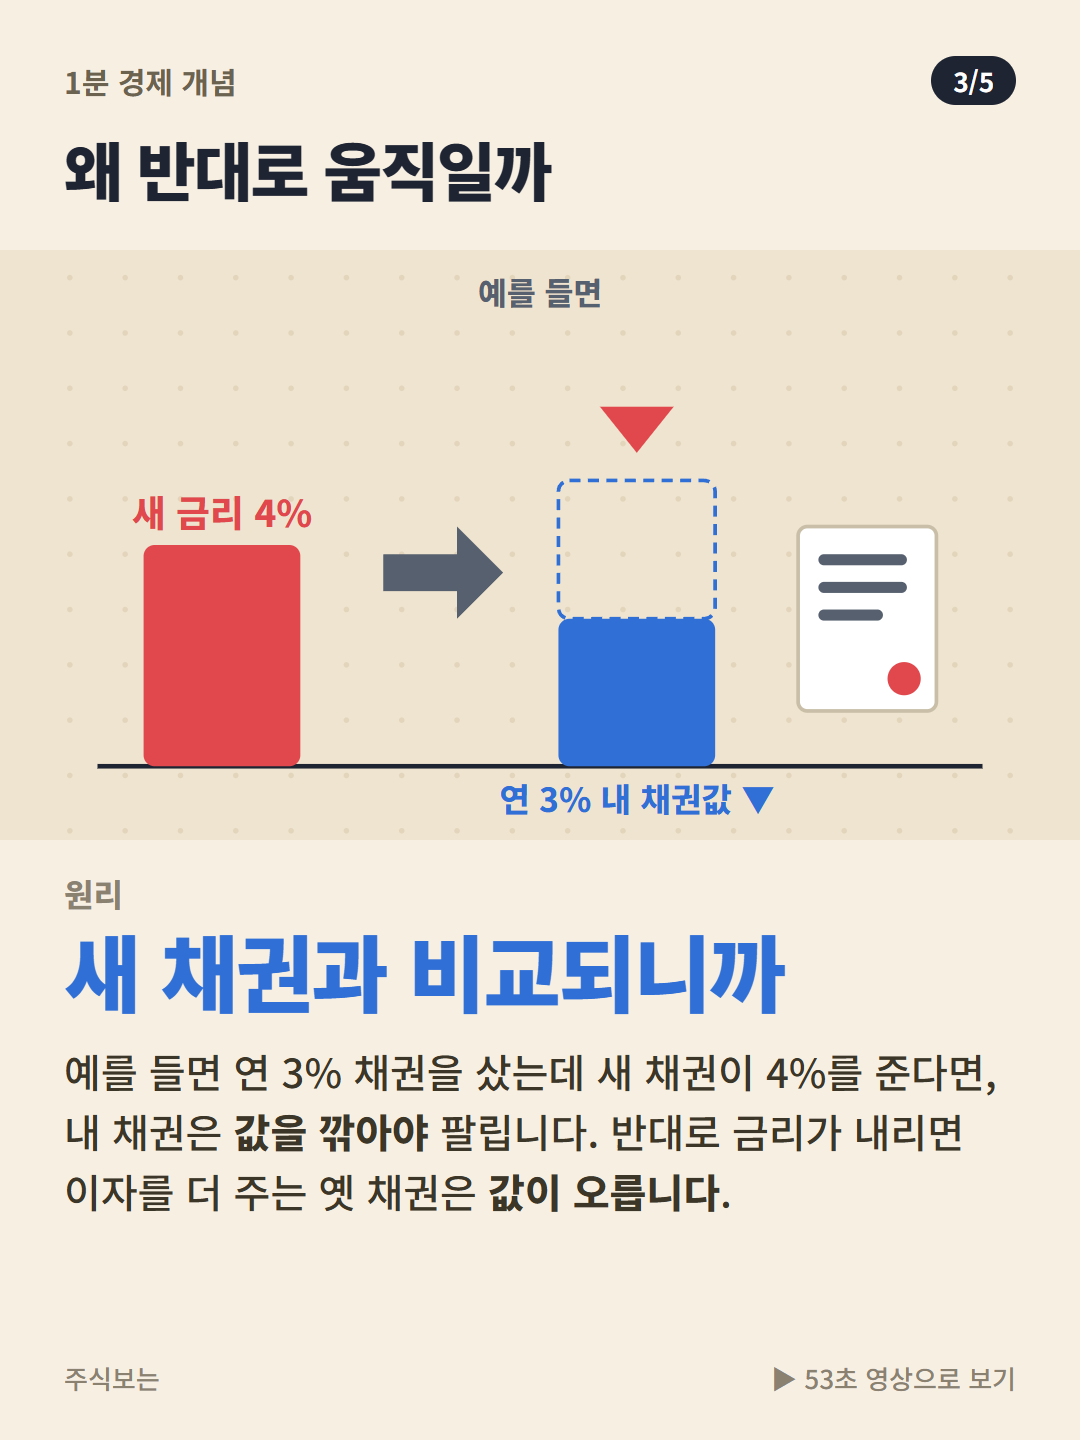 1분 경제 개념
3/5
왜 반대로 움직일까
예를 들면
새 금리 4%
연 3% 내 채권값 ▼
원리
새 채권과 비교되니까
예를 들면 연 3% 채권을 샀는데 새 채권이 4%를 준다면,
내 채권은 값을 깎아야 팔립니다. 반대로 금리가 내리면
이자를 더 주는 옛 채권은 값이 오릅니다.
주식보는
▶ 53초 영상으로 보기